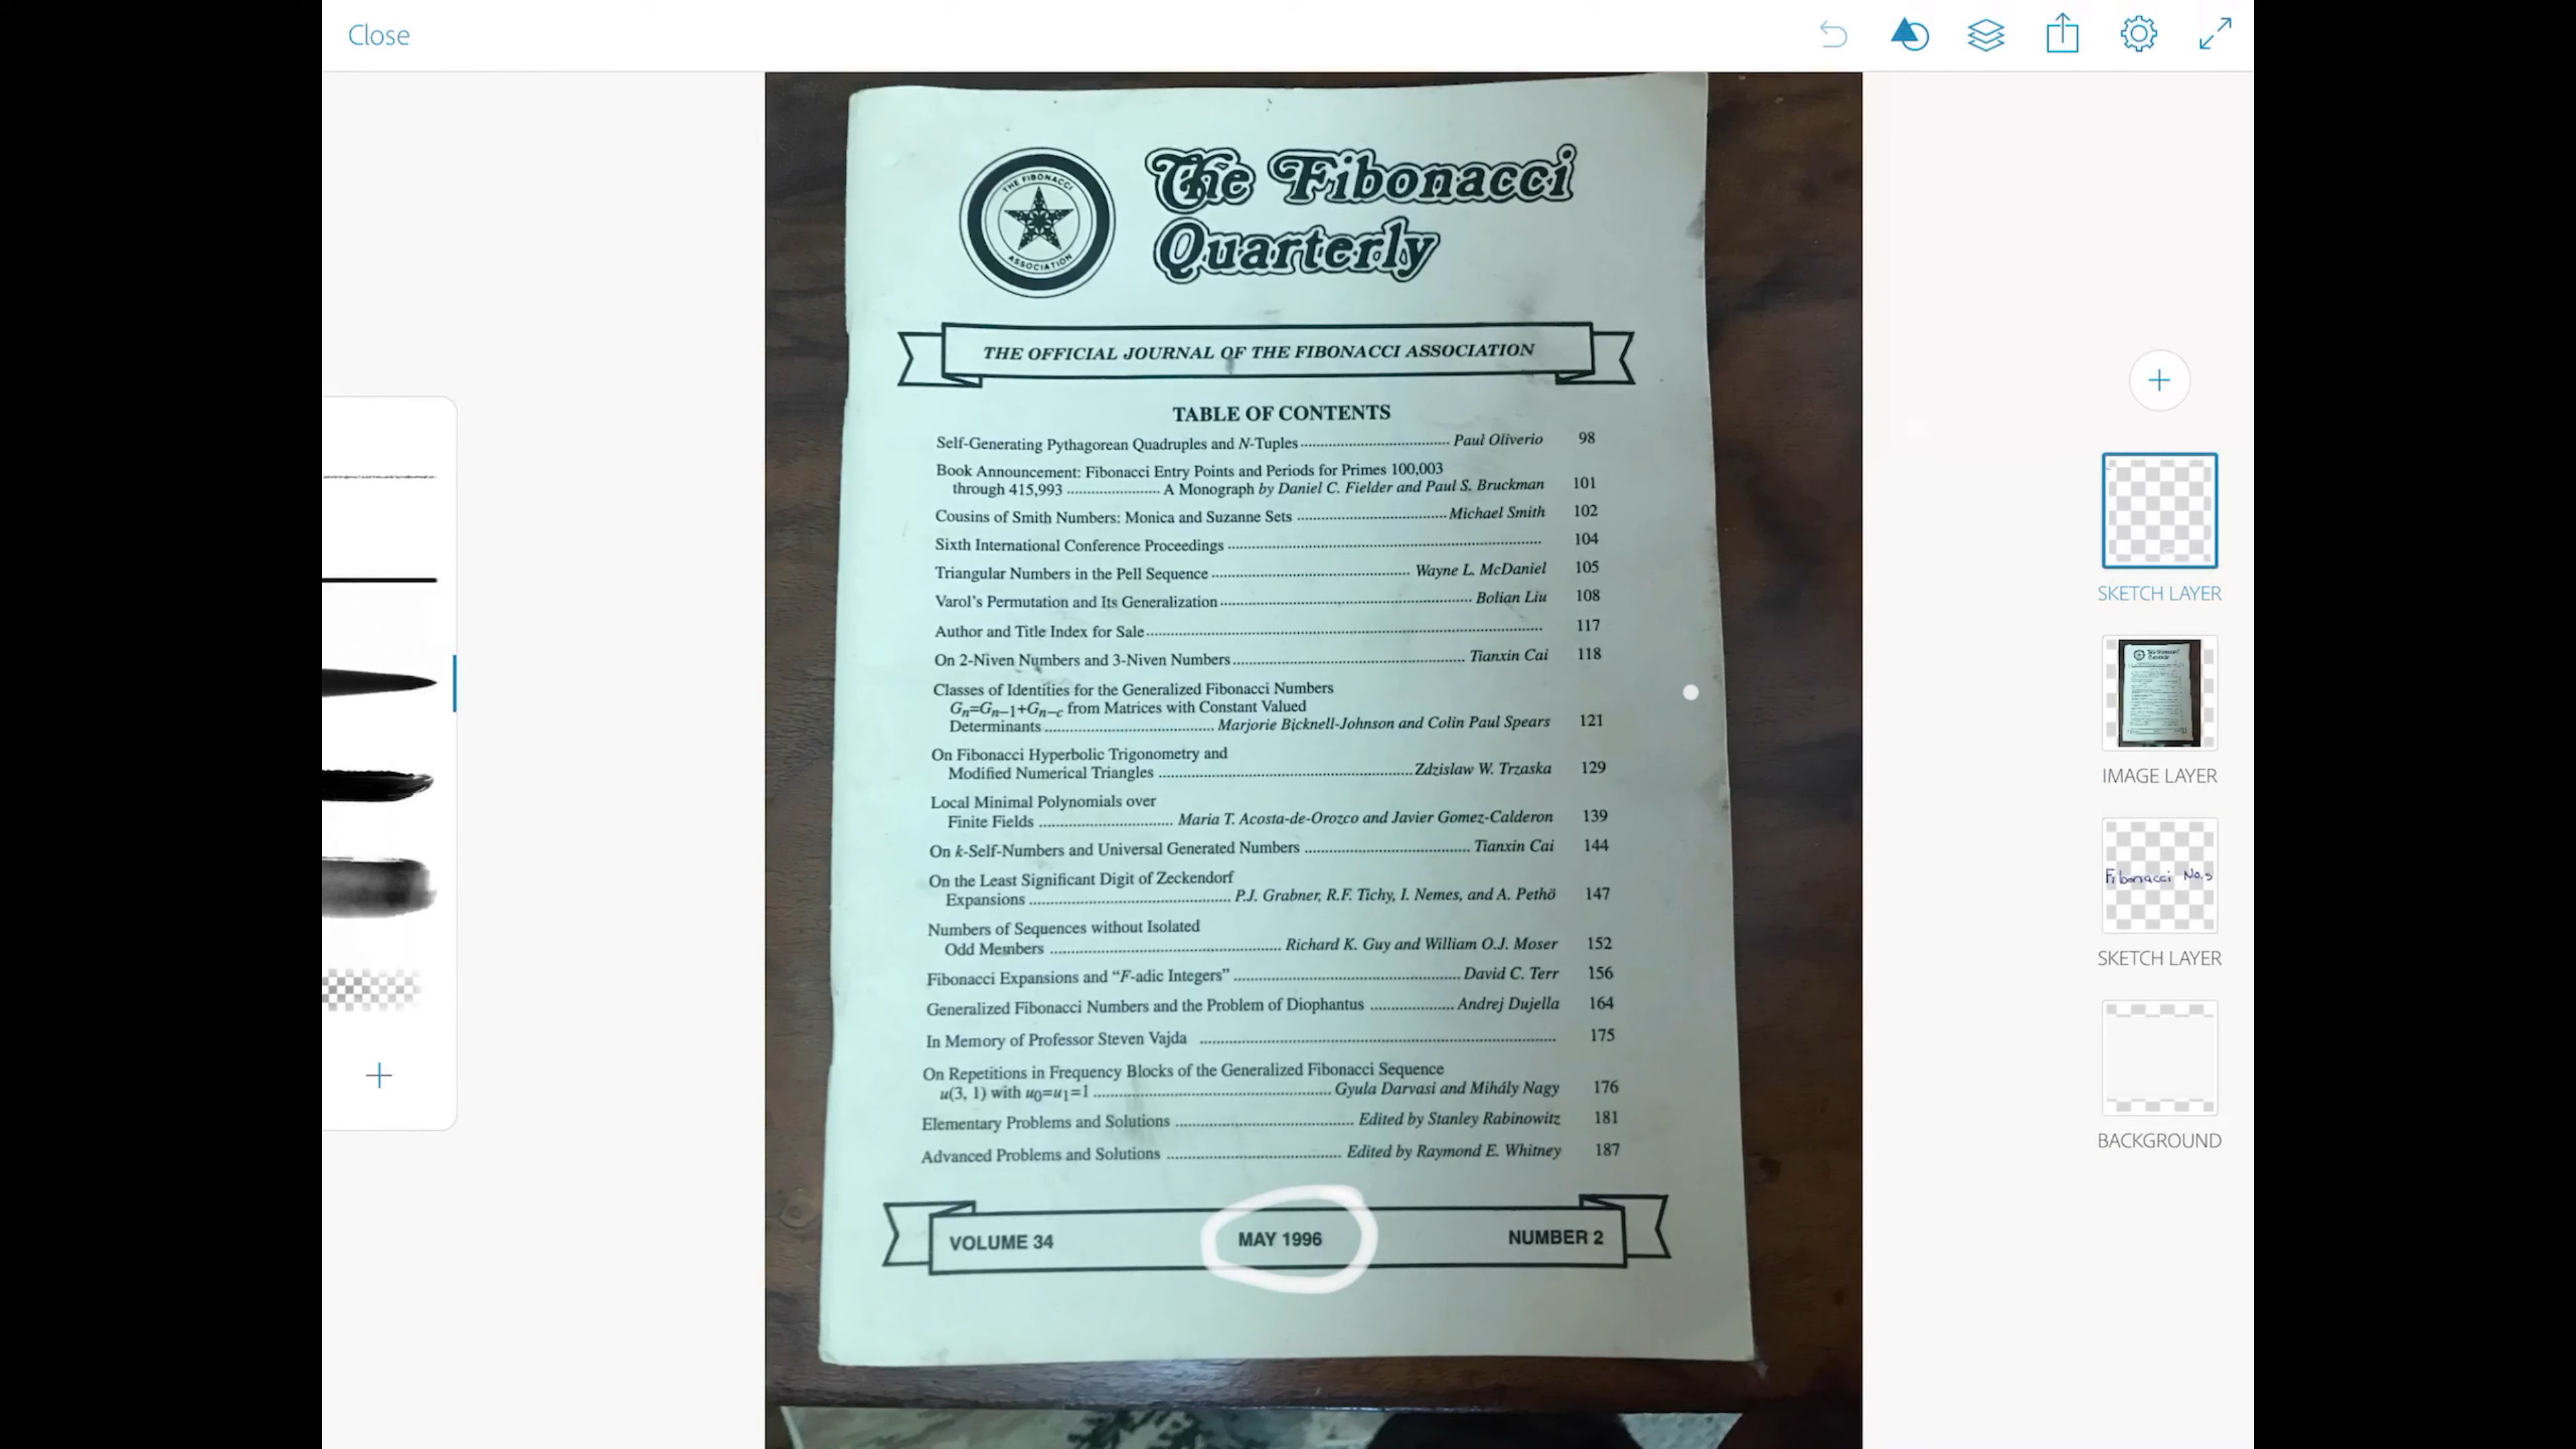 Close
THE FIBONACCI
ASSOCIATION
The Fibonacci
Quarterly
THE OFFICIAL JOURNAL OF THE FIBONACCI ASSOCIATION
TABLE OF CONTENTS
Self-Generating Pythagorean Quadruples and N-Tuples Paul Oliverio 98
Book Announcement: Fibonacci Entry Points and Periods for Primes 100,003
through 415,993 A Monograph by Daniel C. Fielder and Paul S. Bruckman 101
Cousins of Smith Numbers: Monica and Suzanne Sets Michael Smith 102
Sixth International Conference Proceedings 104
Triangular Numbers in the Pell Sequence Wayne L. McDaniel 105
Varol's Permutation and Its Generalization Bolian Liu 108
Author and Title Index for Sale 117
On 2-Niven Numbers and 3-Niven Numbers Tianxin Cai 118
Classes of Identities for the Generalized Fibonacci Numbers
Gn=Gn–1+Gn–c from Matrices with Constant Valued
Determinants Marjorie Bicknell-Johnson and Colin Paul Spears 121
On Fibonacci Hyperbolic Trigonometry and
Modified Numerical Triangles Zdzislaw W. Trzaska 129
Local Minimal Polynomials over
Finite Fields Maria T. Acosta-de-Orozco and Javier Gomez-Calderon 139
On k-Self-Numbers and Universal Generated Numbers Tianxin Cai 144
On the Least Significant Digit of Zeckendorf
Expansions P.J. Grabner, R.F. Tichy, I. Nemes, and A. Pethö 147
Numbers of Sequences without Isolated
Odd Members Richard K. Guy and William O.J. Moser 152
Fibonacci Expansions and "F-adic Integers" David C. Terr 156
Generalized Fibonacci Numbers and the Problem of Diophantus Andrej Dujella 164
In Memory of Professor Steven Vajda 175
On Repetitions in Frequency Blocks of the Generalized Fibonacci Sequence
u(3, 1) with u0=u1=1 Gyula Darvasi and Mihály Nagy 176
Elementary Problems and Solutions Edited by Stanley Rabinowitz 181
Advanced Problems and Solutions Edited by Raymond E. Whitney 187
VOLUME 34 MAY 1996 NUMBER 2
SKETCH LAYER
IMAGE LAYER
Fibonacci No.s
SKETCH LAYER
BACKGROUND